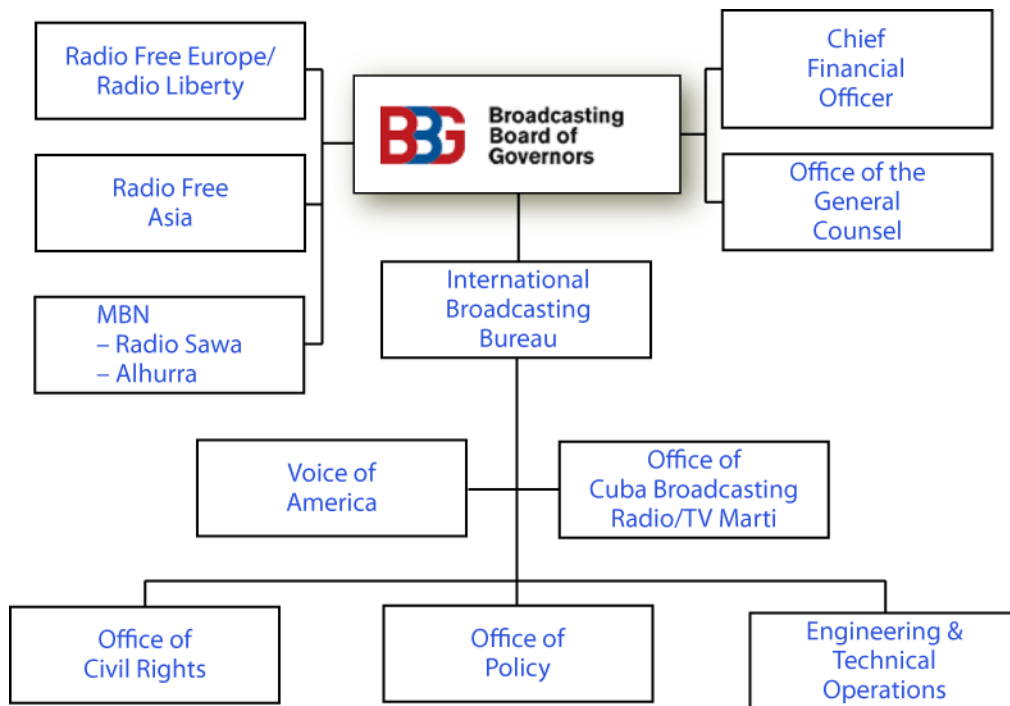 Radio Free Europe/
Radio Liberty
BBG
Broadcasting
Board of
Governors
Chief
Financial
Officer
Radio Free
Asia
Office of the
General
Counsel
MBN
– Radio Sawa
– Alhurra
International
Broadcasting
Bureau
Voice of
America
Office of
Cuba Broadcasting
Radio/TV Marti
Office of
Civil Rights
Office of
Policy
Engineering &
Technical
Operations